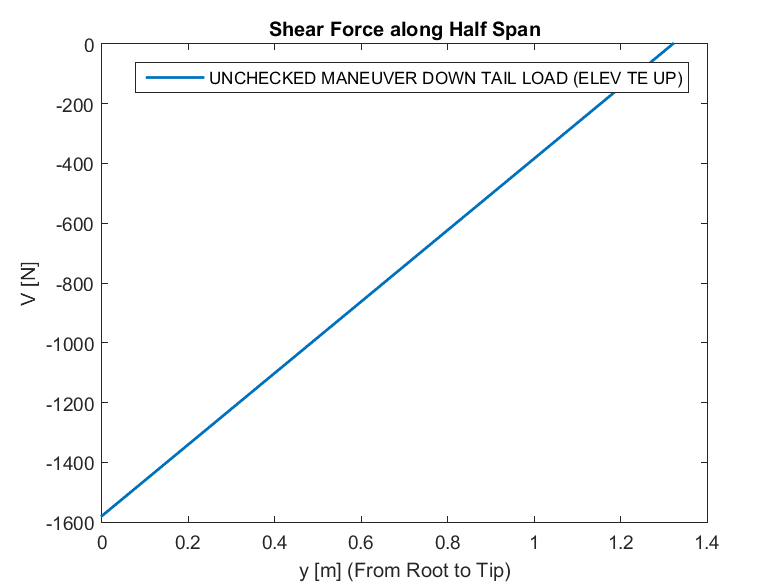 Shear Force along Half Span
UNCHECKED MANEUVER DOWN TAIL LOAD (ELEV TE UP)
V [N]
0
-200
-400
-600
-800
-1000
-1200
-1400
-1600
0 0.2 0.4 0.6 0.8 1 1.2 1.4
y [m] (From Root to Tip)